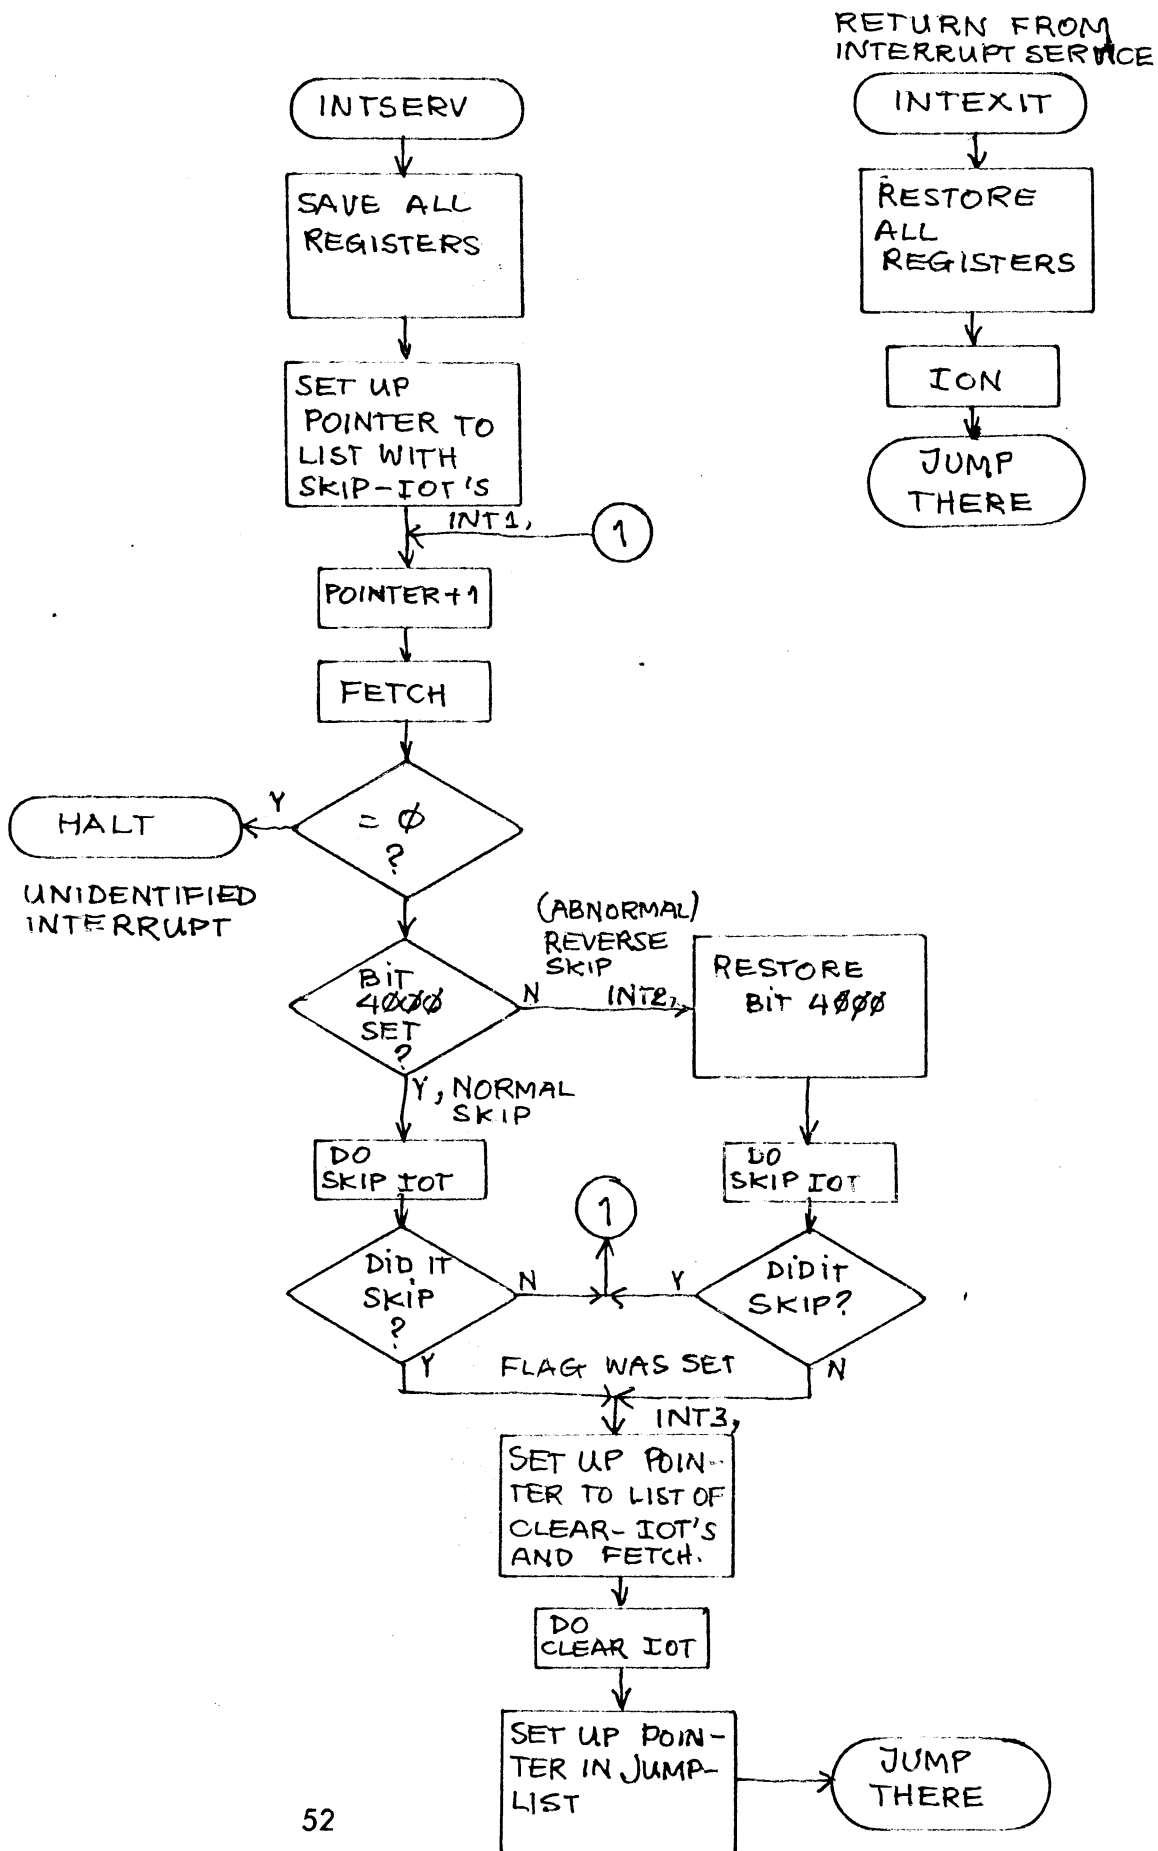 RETURN FROM
INTERRUPT SERVICE
INTSERV
INTEXIT
SAVE ALL
REGISTERS
RESTORE
ALL
REGISTERS
SET UP
POINTER TO
LIST WITH
SKIP-IOT'S
ION
JUMP
THERE
INT1,
1
POINTER+1
FETCH
= Ø
?
Y
HALT
UNIDENTIFIED
INTERRUPT
BIT
4ØØØ
SET
?
N
(ABNORMAL)
REVERSE
SKIP
INT2,
RESTORE
BIT 4ØØØ
Y, NORMAL
SKIP
DO
SKIP IOT
DO
SKIP IOT
1
DID IT
SKIP
?
N
Y
DID IT
SKIP?
Y
FLAG WAS SET
N
INT3,
SET UP POIN-
TER TO LIST OF
CLEAR-IOT'S
AND FETCH.
DO
CLEAR IOT
SET UP POIN-
TER IN JUMP-
LIST
JUMP
THERE
52